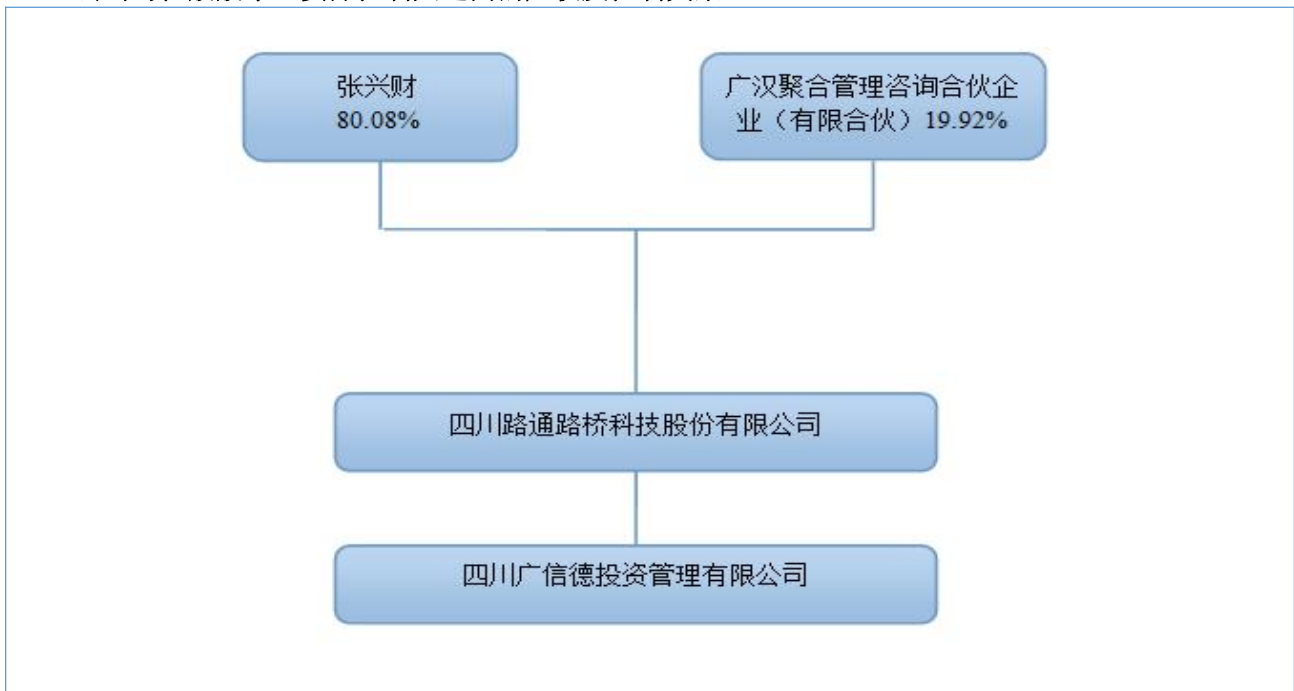 张兴财
80.08%
广汉聚合管理咨询合伙企
业（有限合伙）19.92%
四川路通路桥科技股份有限公司
四川广信德投资管理有限公司